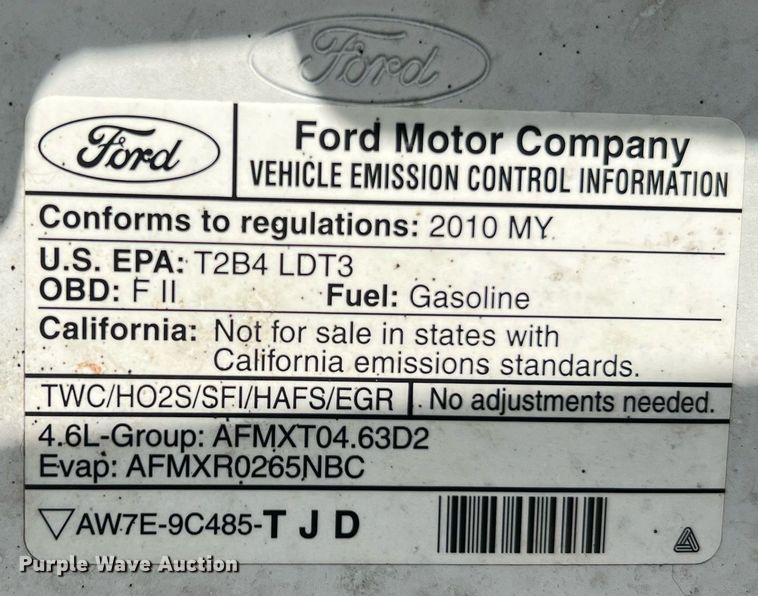 Ford
Ford
Ford Motor Company
VEHICLE EMISSION CONTROL INFORMATION
Conforms to regulations: 2010 MY
U.S. EPA: T2B4 LDT3
OBD: F II Fuel: Gasoline
California: Not for sale in states with
California emissions standards.
TWC/HO2S/SFI/HAFS/EGR No adjustments needed.
4.6L-Group: AFMXT04.63D2
Evap: AFMXR0265NBC
▽AW7E-9C485-T J D
Purple Wave Auction